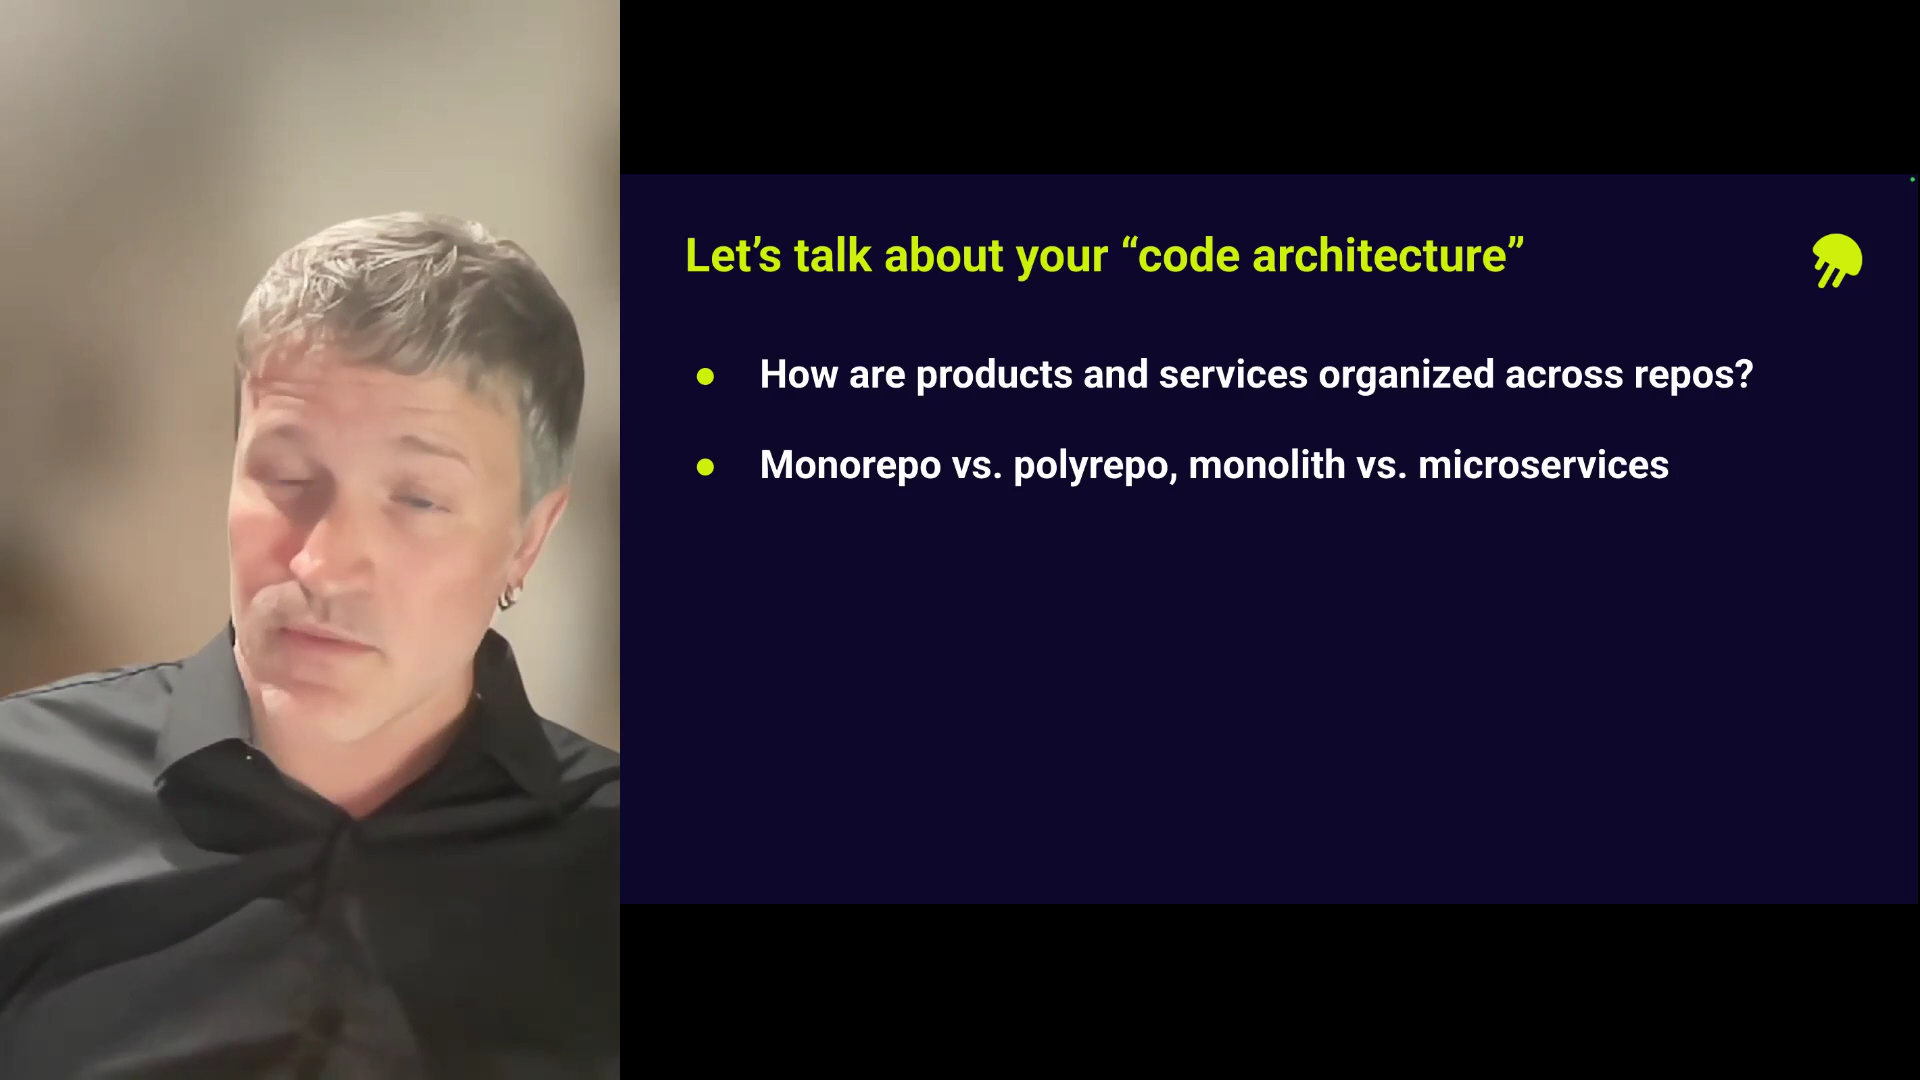 Let’s talk about your “code architecture”
How are products and services organized across repos?
Monorepo vs. polyrepo, monolith vs. microservices